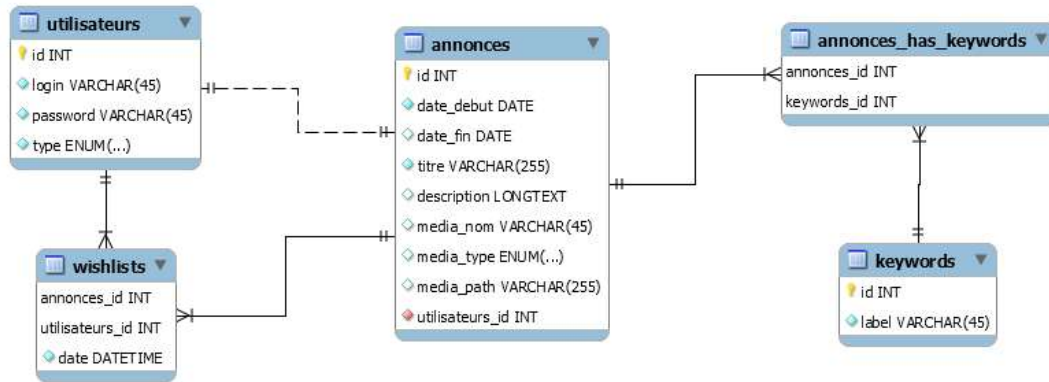 utilisateurs
id INT
login VARCHAR(45)
password VARCHAR(45)
type ENUM(...)
annonces
id INT
date_debut DATE
date_fin DATE
titre VARCHAR(255)
description LONGTEXT
media_nom VARCHAR(45)
media_type ENUM(...)
media_path VARCHAR(255)
utilisateurs_id INT
annonces_has_keywords
annonces_id INT
keywords_id INT
wishlists
annonces_id INT
utilisateurs_id INT
date DATETIME
keywords
id INT
label VARCHAR(45)